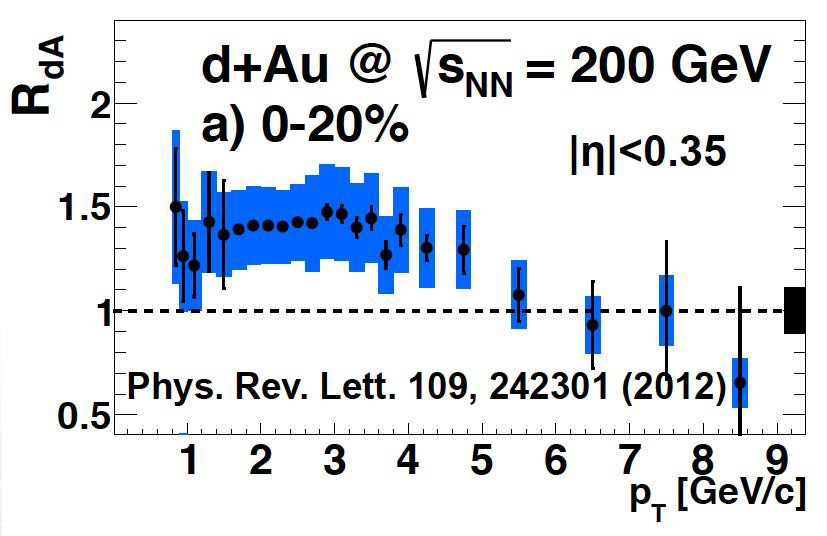 R_dA
d+Au @ √s_NN = 200 GeV
a) 0-20%
|η|<0.35
2
1.5
1
0.5
Phys. Rev. Lett. 109, 242301 (2012)
1 2 3 4 5 6 7 8 9
p_T [GeV/c]